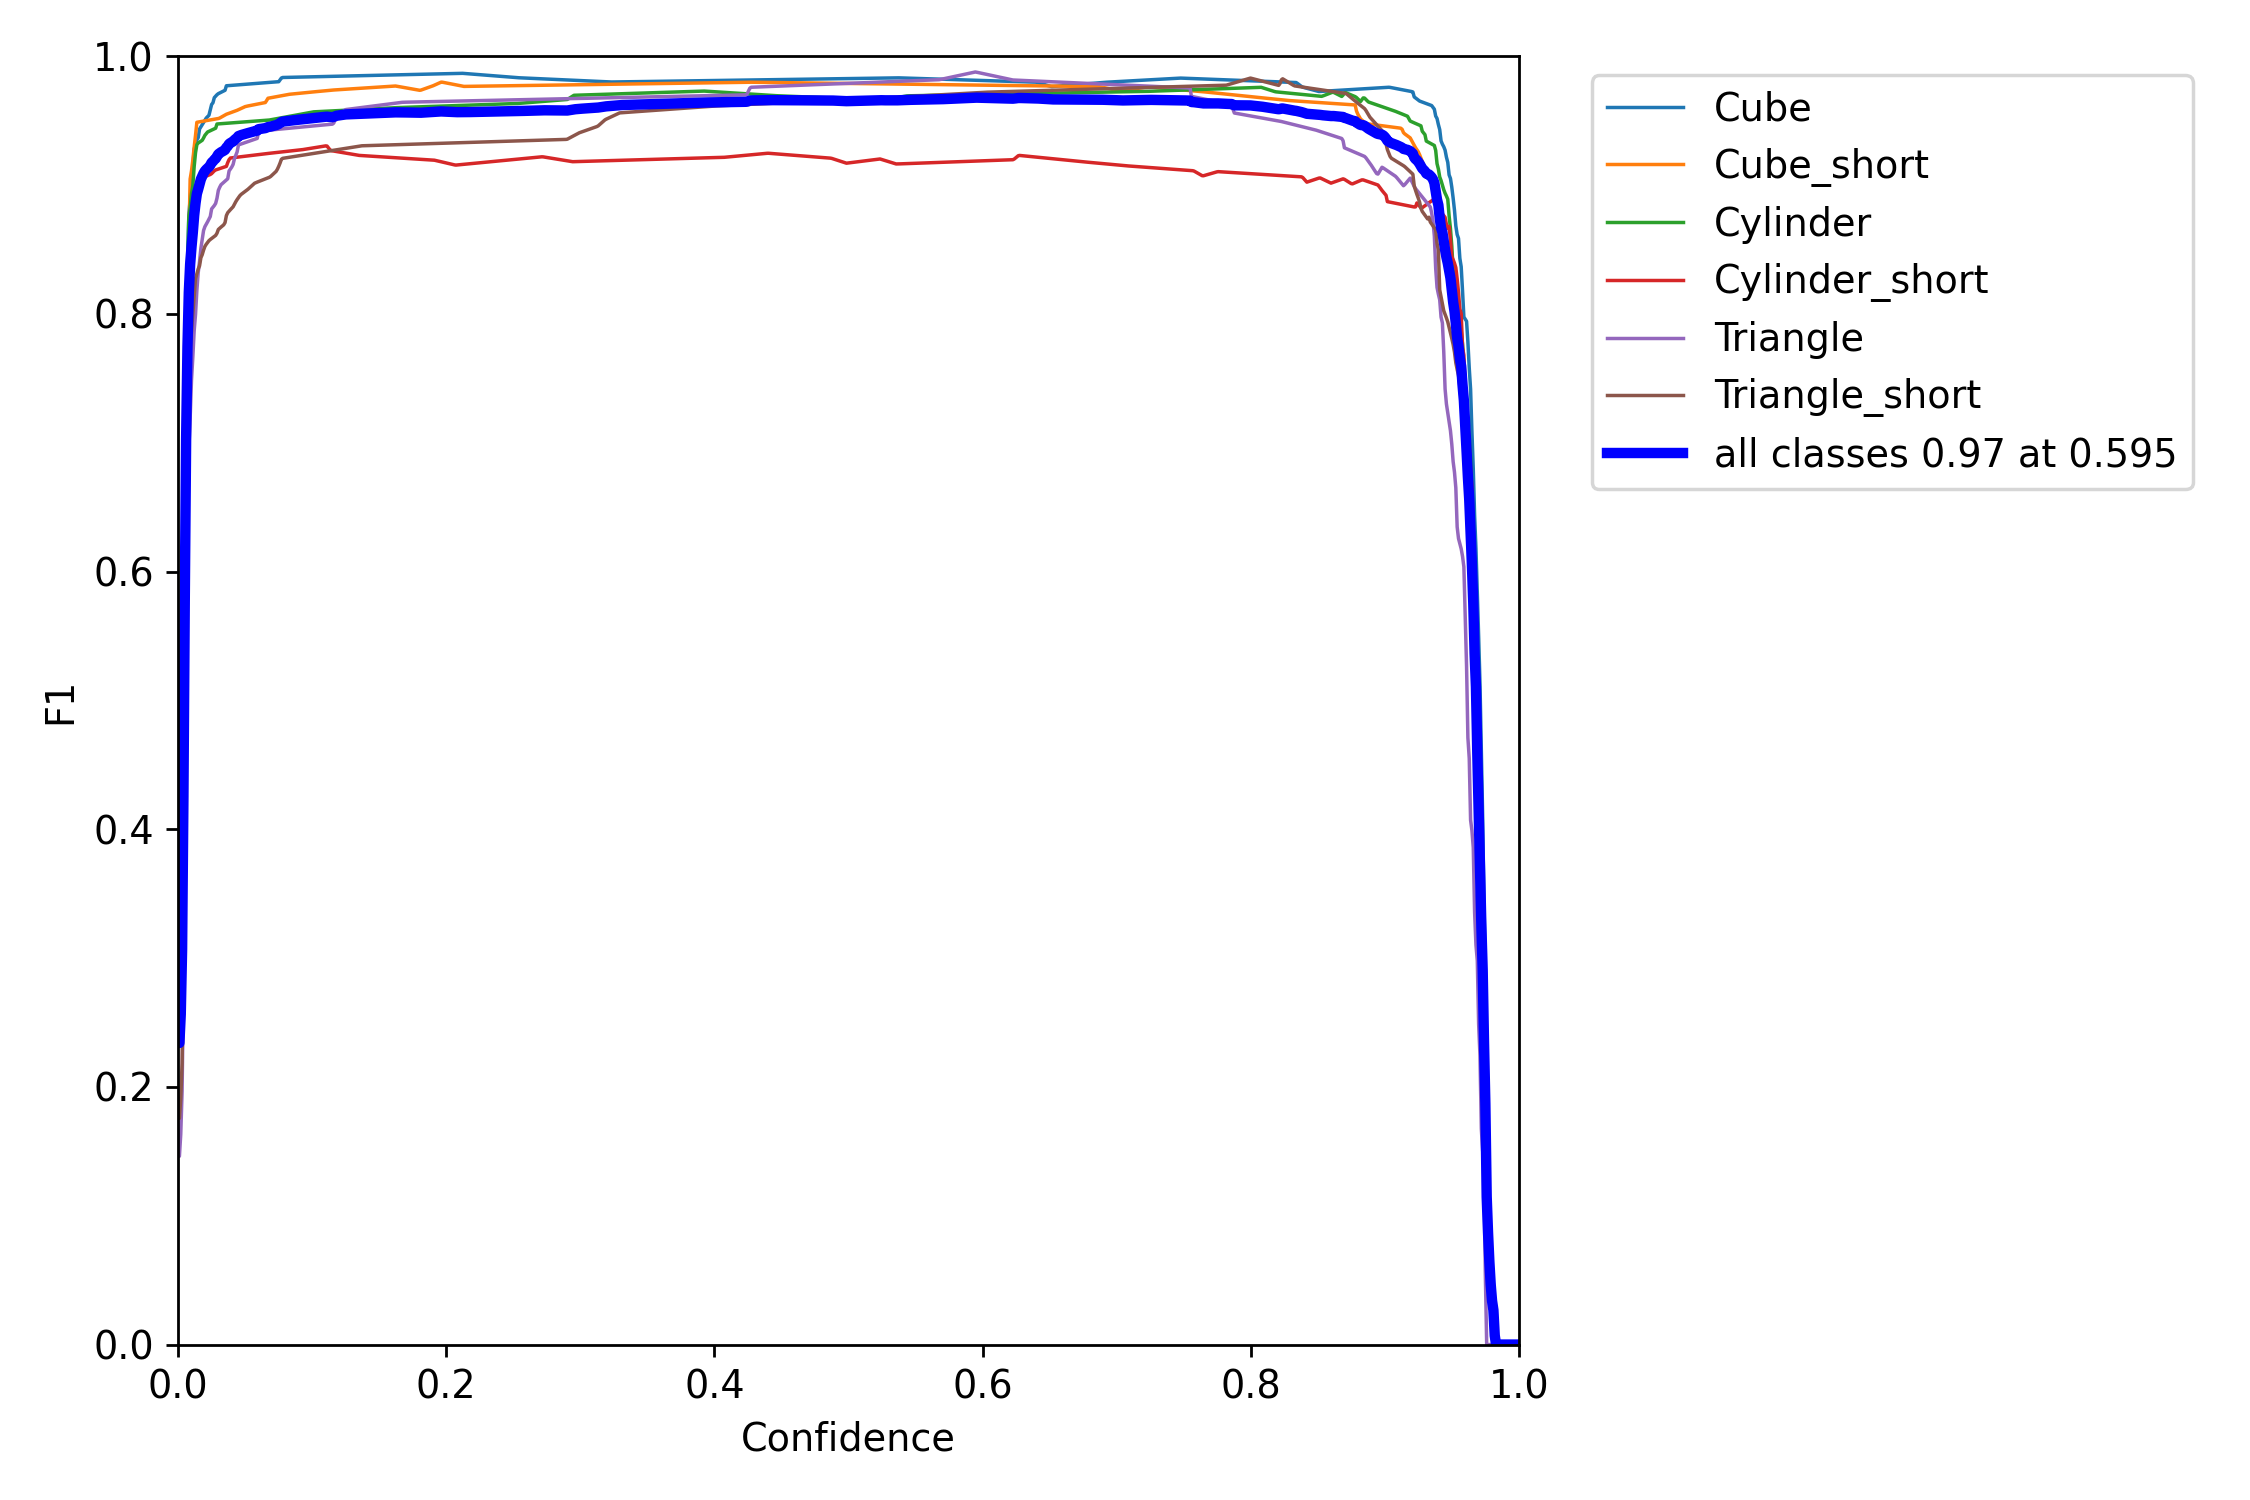 1.0
0.8
0.6
0.4
0.2
0.0
F1
0.0 0.2 0.4 0.6 0.8 1.0
Confidence
Cube
Cube_short
Cylinder
Cylinder_short
Triangle
Triangle_short
all classes 0.97 at 0.595